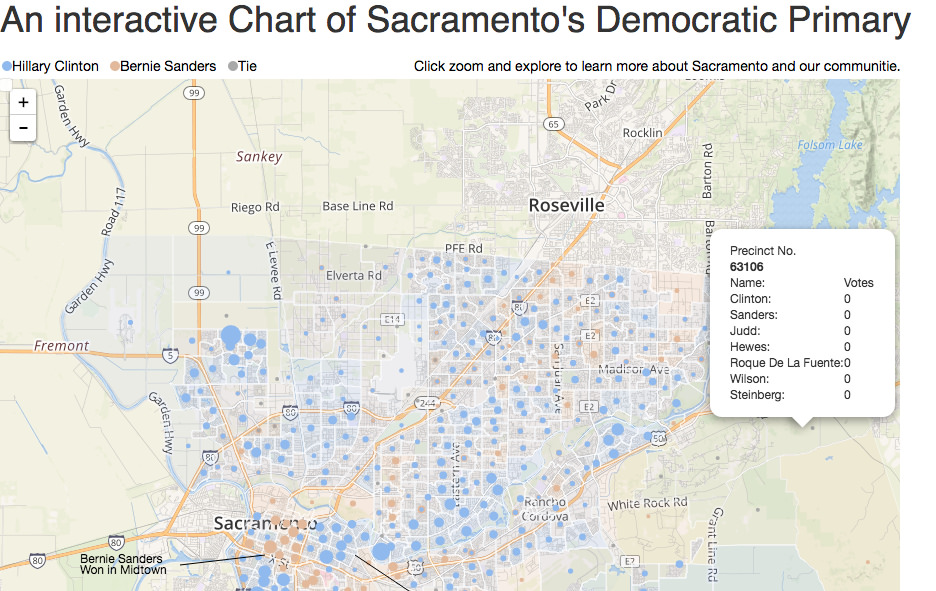 An interactive Chart of Sacramento's Democratic Primary
Hillary Clinton Bernie Sanders Tie
Click zoom and explore to learn more about Sacramento and our communitie.
+
−
Garden Hwy
99
Park Dr
65
Rocklin
Folsom Lake
Sankey
Barton Rd
Road 117
Riego Rd
Base Line Rd
Roseville
99
PFE Rd
E Levee Rd
Elverta Rd
Garden Hwy
99
E2
E14
80
E2
Fremont
5
Madison Ave
San Juan Ave
244
E2
Garden Hwy
80
80
50
80
Rancho
Cordova
White Rock Rd
Grant Line Rd
Sacramento
80
80
E2
50
Bernie Sanders
Won in Midtown
Precinct No.
63106
Name: Votes
Clinton: 0
Sanders: 0
Judd: 0
Hewes: 0
Roque De La Fuente:0
Wilson: 0
Steinberg: 0